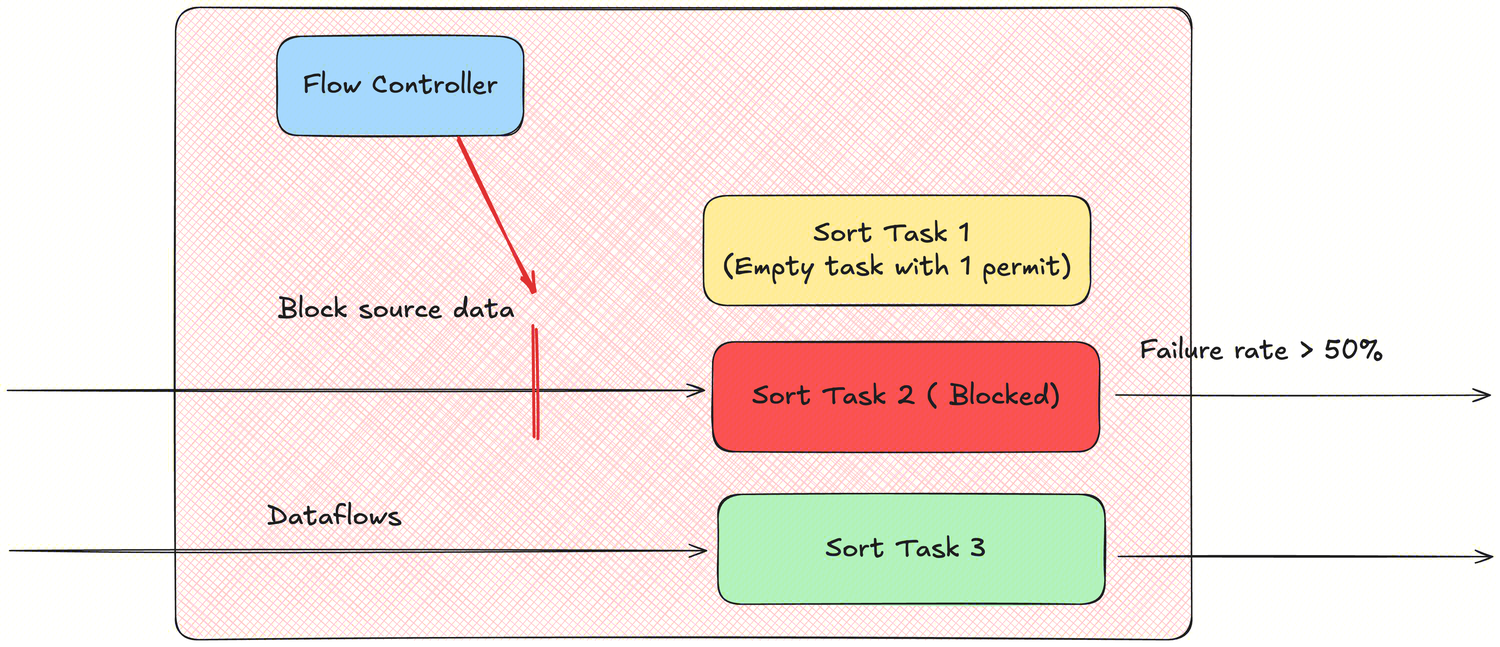 Flow Controller
Sort Task 1
(Empty task with 1 permit)
Block source data
Failure rate > 50%
Sort Task 2 ( Blocked)
Dataflows
Sort Task 3